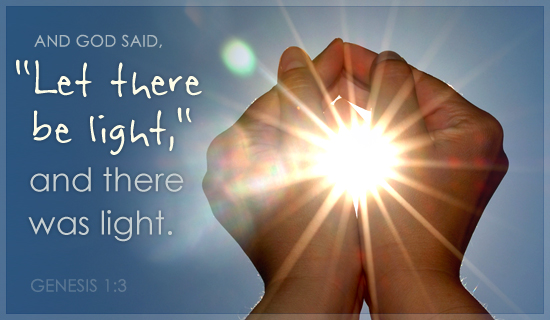 AND GOD SAID,
"Let there
be light,"
and there
was light.
GENESIS 1:3